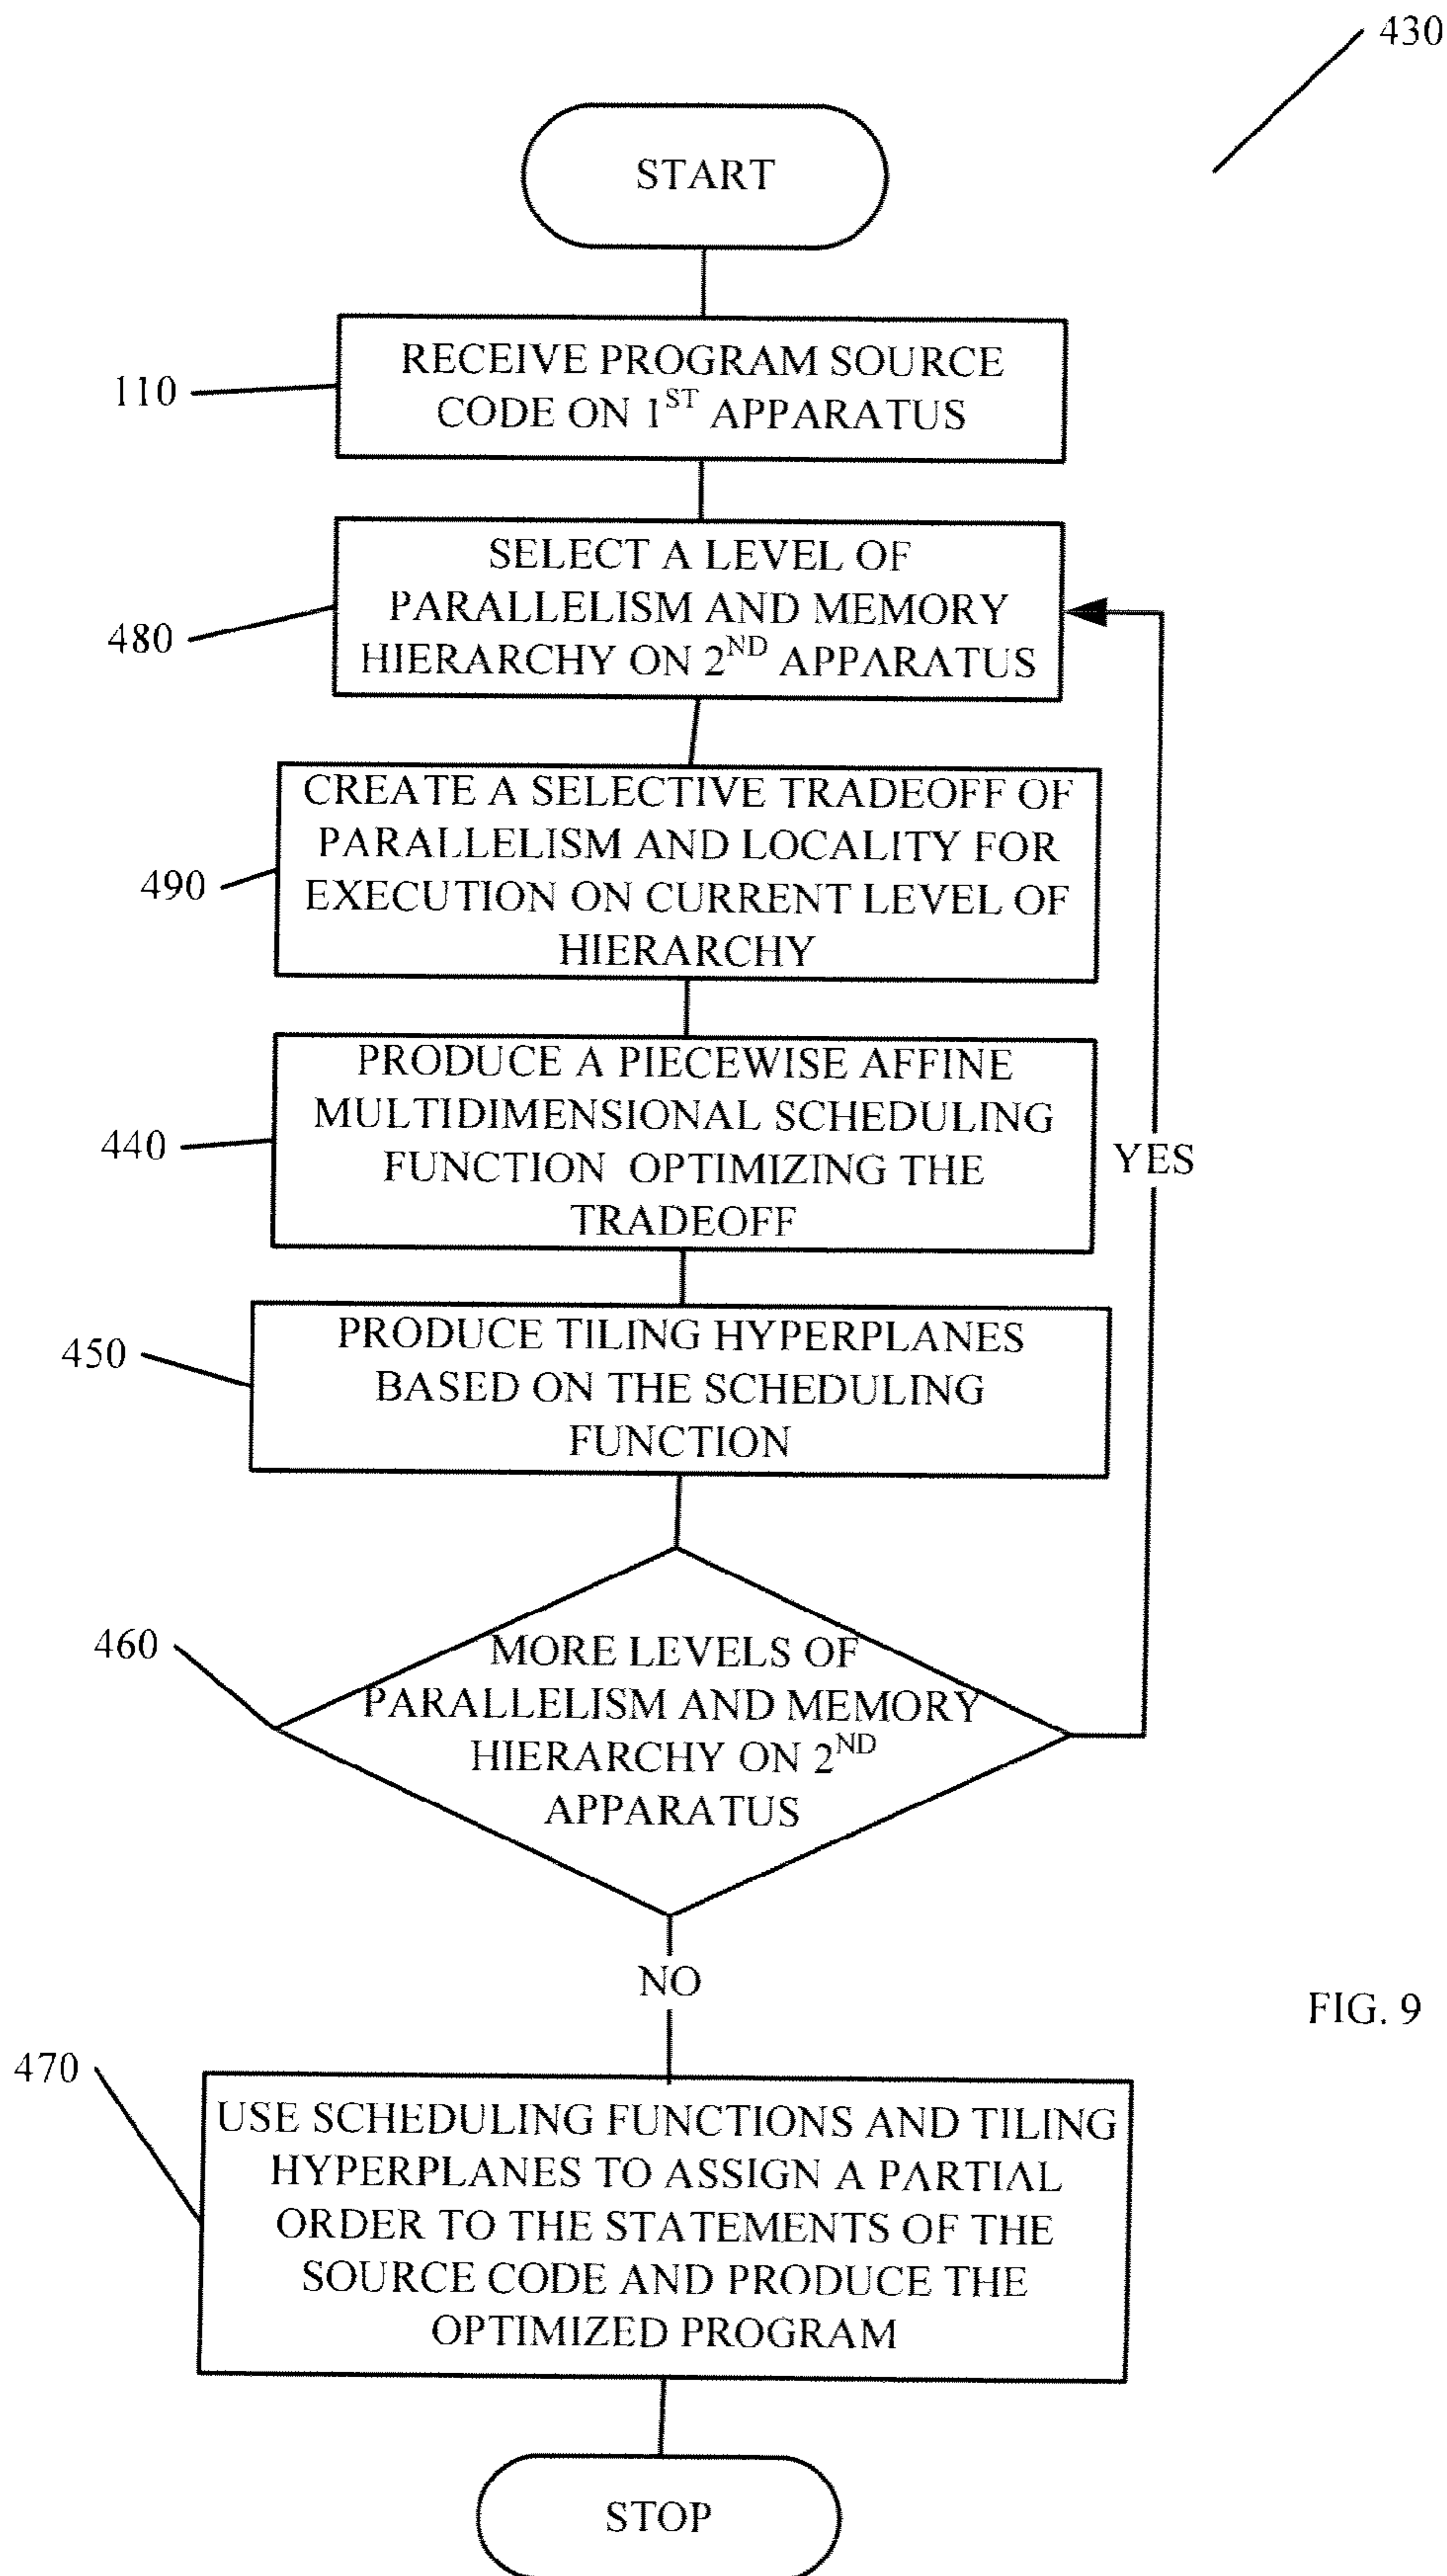 430
START
110
RECEIVE PROGRAM SOURCE
CODE ON 1ST APPARATUS
480
SELECT A LEVEL OF
PARALLELISM AND MEMORY
HIERARCHY ON 2ND APPARATUS
490
CREATE A SELECTIVE TRADEOFF OF
PARALLELISM AND LOCALITY FOR
EXECUTION ON CURRENT LEVEL OF
HIERARCHY
440
PRODUCE A PIECEWISE AFFINE
MULTIDIMENSIONAL SCHEDULING
FUNCTION OPTIMIZING THE
TRADEOFF
YES
450
PRODUCE TILING HYPERPLANES
BASED ON THE SCHEDULING
FUNCTION
460
MORE LEVELS OF
PARALLELISM AND MEMORY
HIERARCHY ON 2ND
APPARATUS
NO
FIG. 9
470
USE SCHEDULING FUNCTIONS AND TILING
HYPERPLANES TO ASSIGN A PARTIAL
ORDER TO THE STATEMENTS OF THE
SOURCE CODE AND PRODUCE THE
OPTIMIZED PROGRAM
STOP